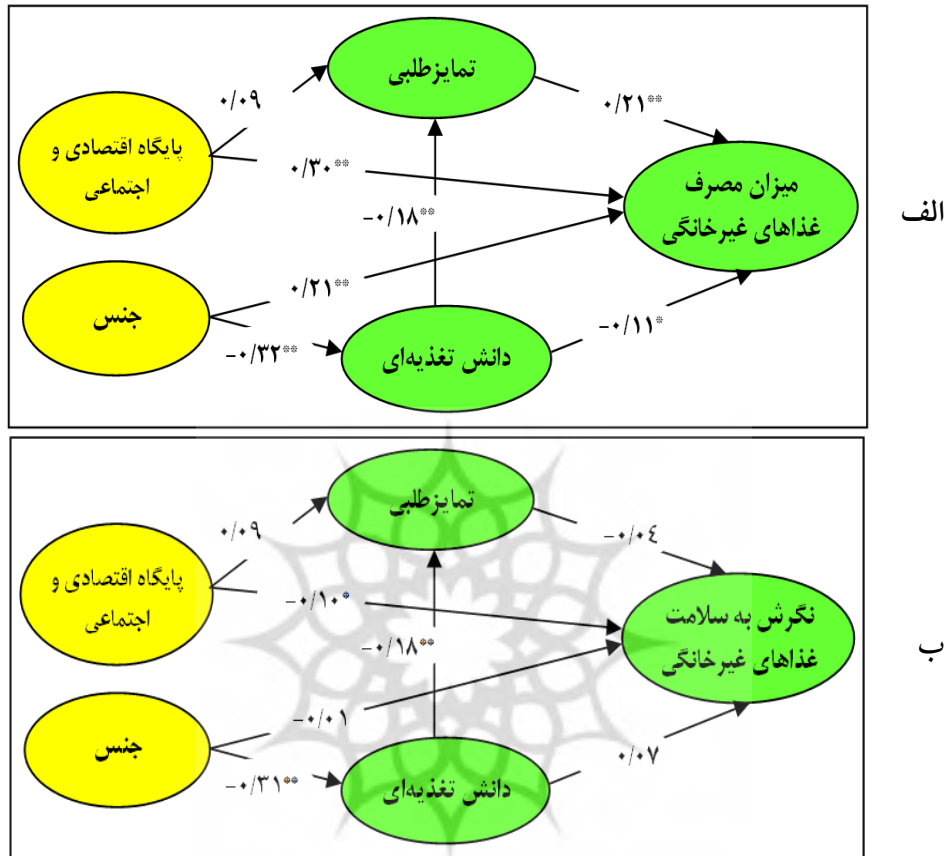 الف
تمایزطلبی
۰/۰۹
۰/۲۱**
پایگاه اقتصادی و
اجتماعی
۰/۳۰**
میزان مصرف
غذاهای غیرخانگی
-۰/۱۸**
۰/۲۱**
جنس
-۰/۳۲**
دانش تغذیه‌ای
-۰/۱۱*
ب
تمایزطلبی
۰/۰۹
-۰/۰٤
پایگاه اقتصادی و
اجتماعی
-۰/۱۰*
نگرش به سلامت
غذاهای غیرخانگی
-۰/۱۸**
-۰/۰۱
جنس
-۰/۳۱**
دانش تغذیه‌ای
۰/۰۷